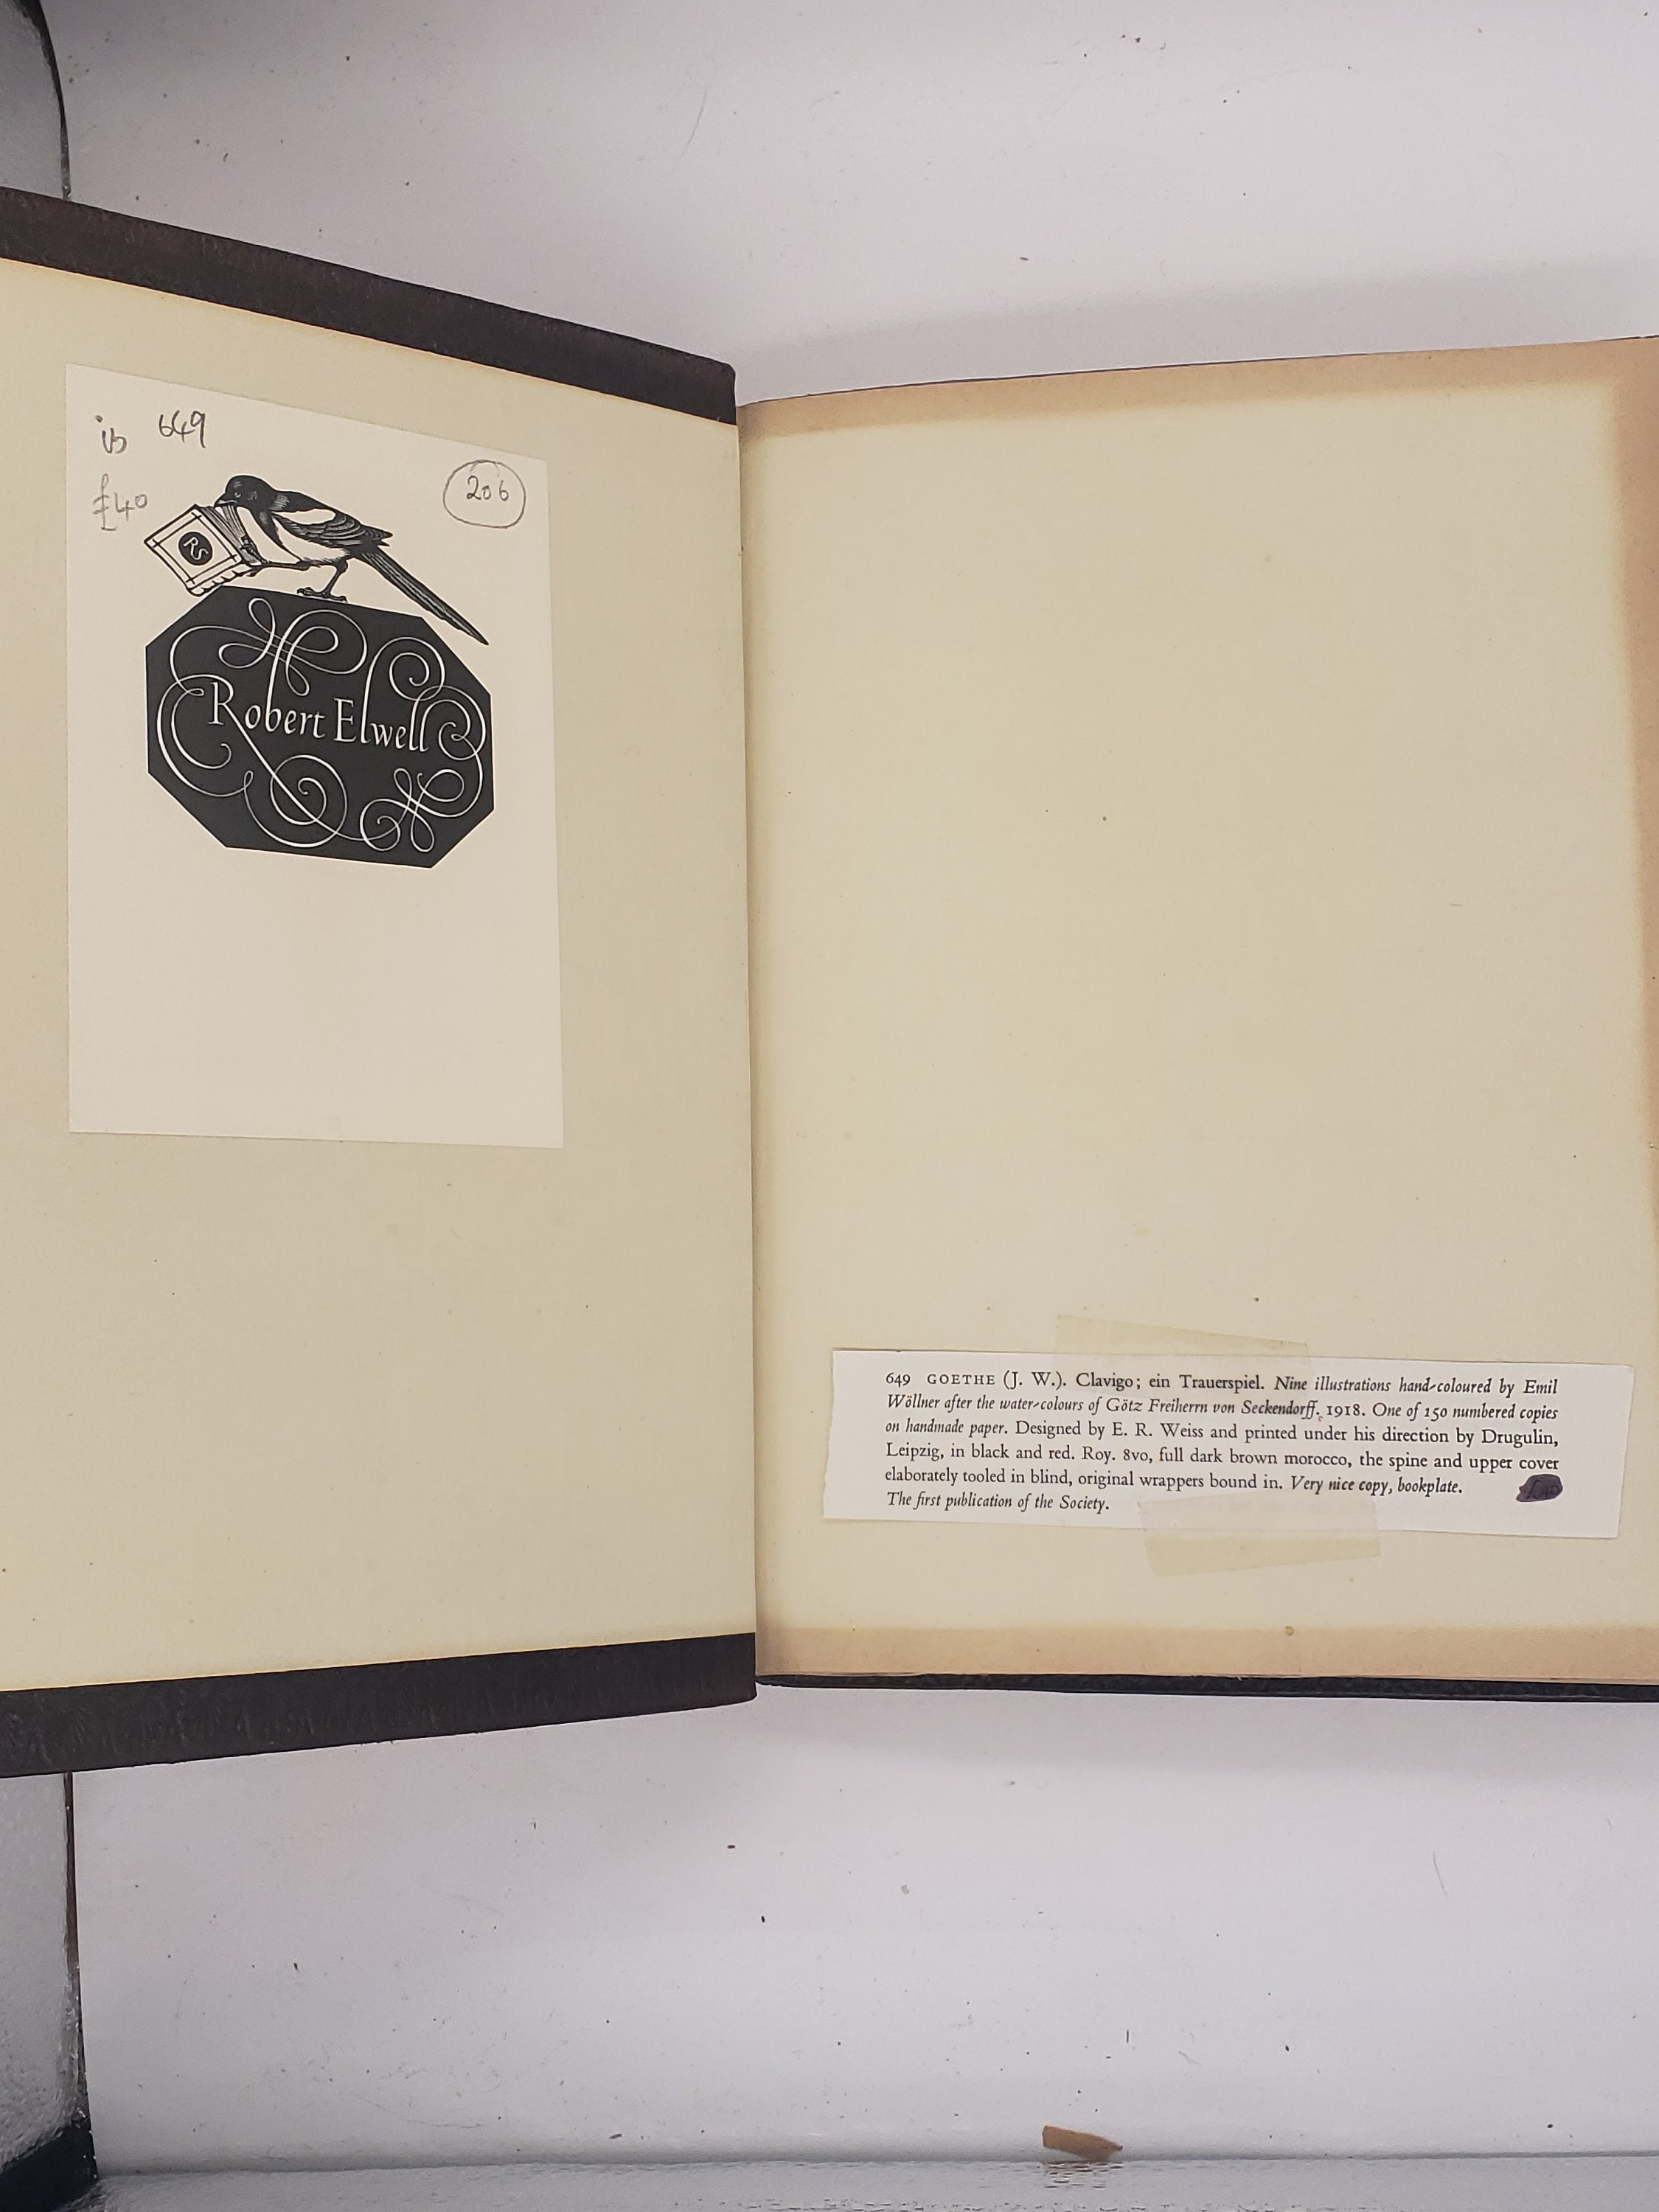 649
£40
206
RS
Robert Elwell
649 GOETHE (J. W.). Clavigo; ein Trauerspiel. Nine illustrations hand-coloured by Emil
Wöllner after the water-colours of Götz Freiherrn von Seckendorff. 1918. One of 150 numbered copies
on handmade paper. Designed by E. R. Weiss and printed under his direction by Drugulin,
Leipzig, in black and red. Roy. 8vo, full dark brown morocco, the spine and upper cover
elaborately tooled in blind, original wrappers bound in. Very nice copy, bookplate.
The first publication of the Society.